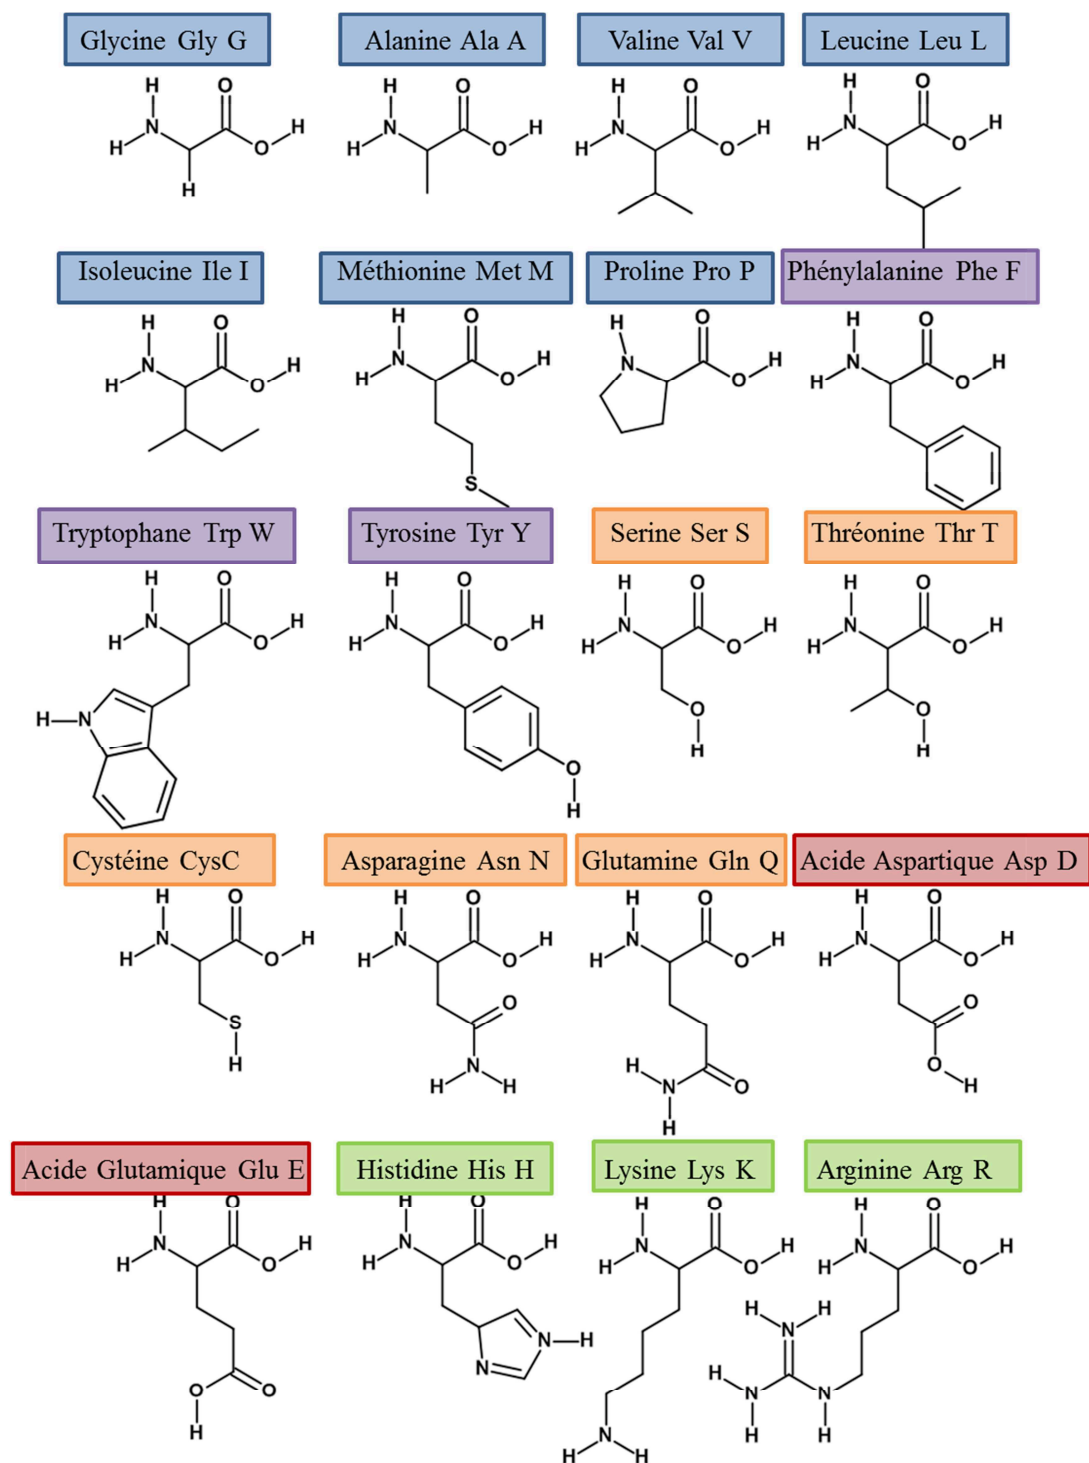 Glycine Gly G
Alanine Ala A
Valine Val V
Leucine Leu L
H
O
H
N
H
O
H
H
O
H
N
H
O
H
O
H
N
H
O
H
O
H
N
H
O
Isoleucine Ile I
Méthionine Met M
Proline Pro P
Phénylalanine Phe F
H
O
H
N
H
O
H
O
H
N
H
O
S
H
O
H
N
O
H
O
H
N
H
O
Tryptophane Trp W
Tyrosine Tyr Y
Sérine Ser S
Thréonine Thr T
H
O
H
N
H
O
H
N
H
O
H
N
H
O
O
H
H
O
H
N
H
O
O
H
H
O
H
N
H
O
O
H
Cystéine CysC
Asparagine Asn N
Glutamine Gln Q
Acide Aspartique Asp D
H
O
H
N
H
O
S
H
H
O
H
N
H
O
O
N
H
H
H
O
H
N
H
O
H
N
O
H
H
O
H
N
H
O
O
O
H
Acide Glutamique Glu E
Histidine His H
Lysine Lys K
Arginine Arg R
H
O
H
N
H
O
O
O
H
H
O
H
N
H
O
N
H
N
H
O
H
N
H
O
H
N
H
H
O
H
N
H
O
H
H
N
H
N
N
H
H